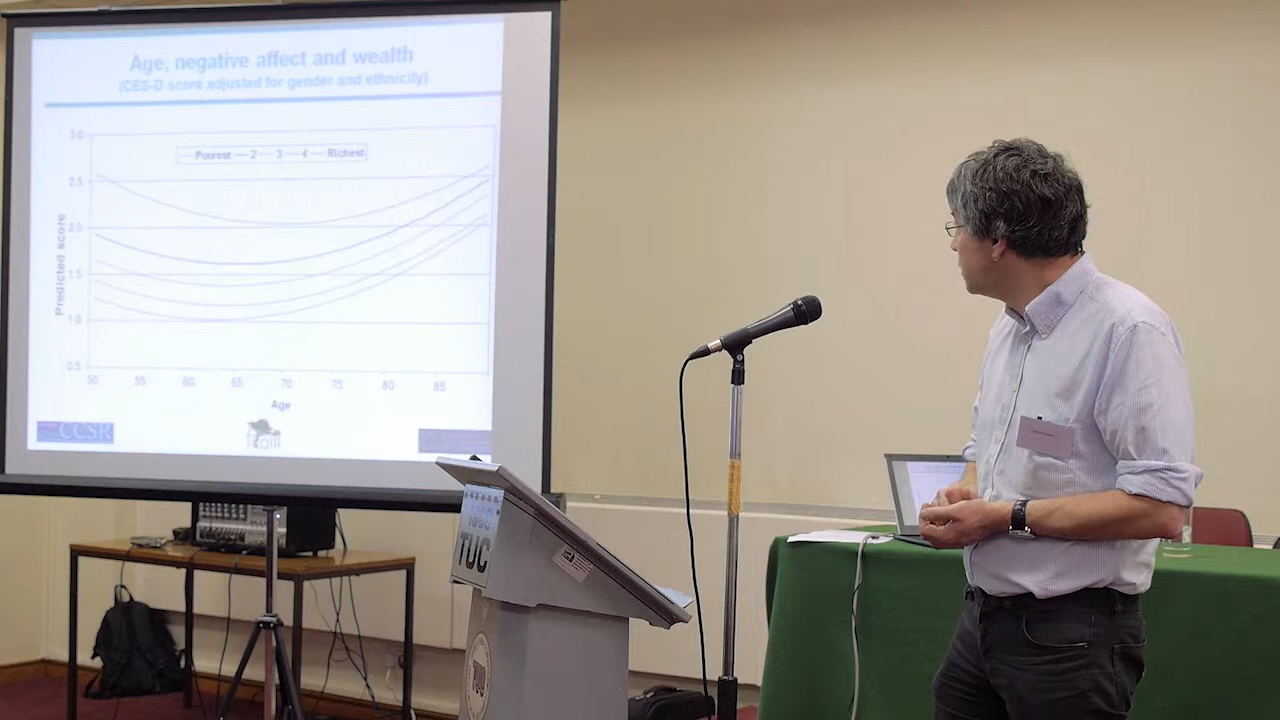 Age, negative affect and wealth
(CES-D score adjusted for gender and ethnicity)
3.0
Poorest 2 3 4 Richest
2.5
2.0
1.5
1.0
0.5
Predicted score
50 55 60 65 70 75 80 85
Age
CCSR
TUC